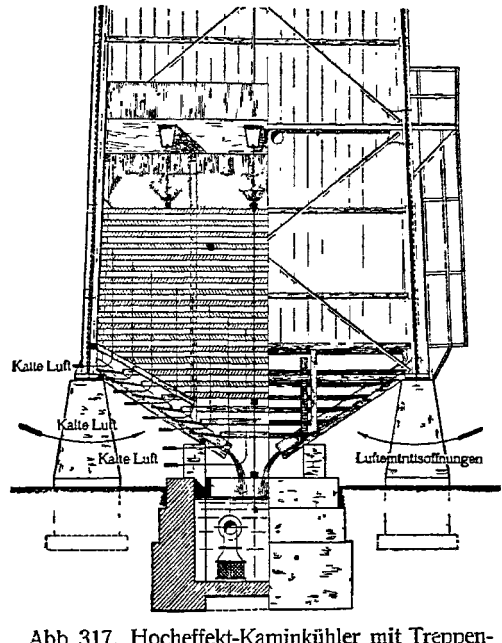 Kalte Luft
Kalte Luft
Kalte Luft
Lufteintrittsöffnungen
Abb. 317. Hocheffekt-Kaminkühler mit Treppen-